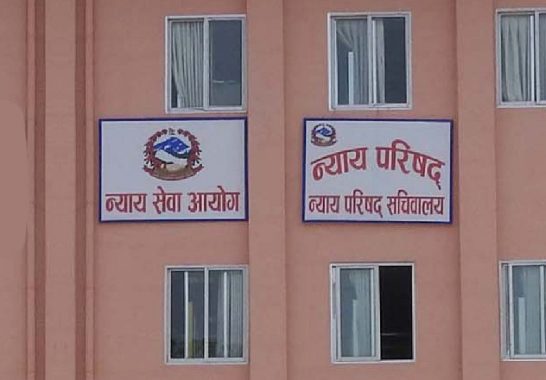 न्याय सेवा आयोग
न्याय परिषद्
न्याय परिषद् सचिवालय